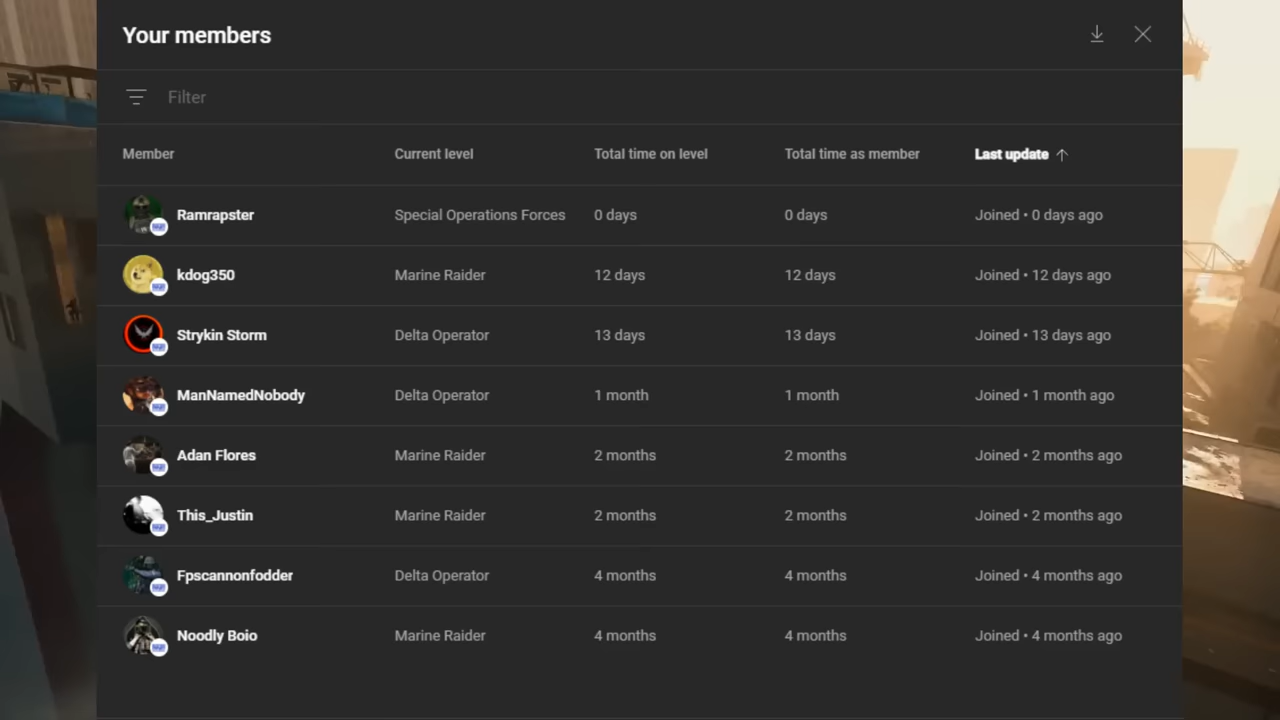 Your members
Filter
Member Current level Total time on level Total time as member Last update
Ramrapster Special Operations Forces 0 days 0 days Joined • 0 days ago
kdog350 Marine Raider 12 days 12 days Joined • 12 days ago
Strykin Storm Delta Operator 13 days 13 days Joined • 13 days ago
ManNamedNobody Delta Operator 1 month 1 month Joined • 1 month ago
Adan Flores Marine Raider 2 months 2 months Joined • 2 months ago
This_Justin Marine Raider 2 months 2 months Joined • 2 months ago
Fpscannonfodder Delta Operator 4 months 4 months Joined • 4 months ago
Noodly Boio Marine Raider 4 months 4 months Joined • 4 months ago